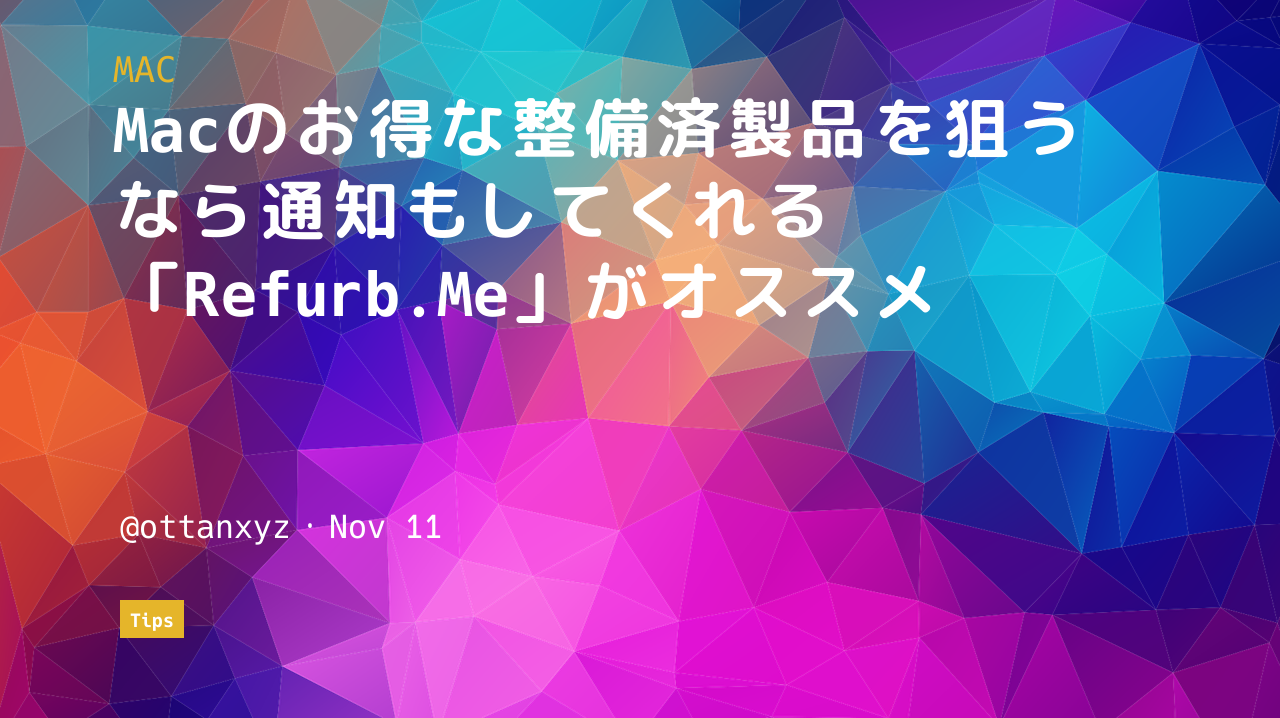 MAC
Macのお得な整備済製品を狙う
なら通知もしてくれる
「Refurb.Me」がオススメ
@ottanxyz · Nov 11
Tips